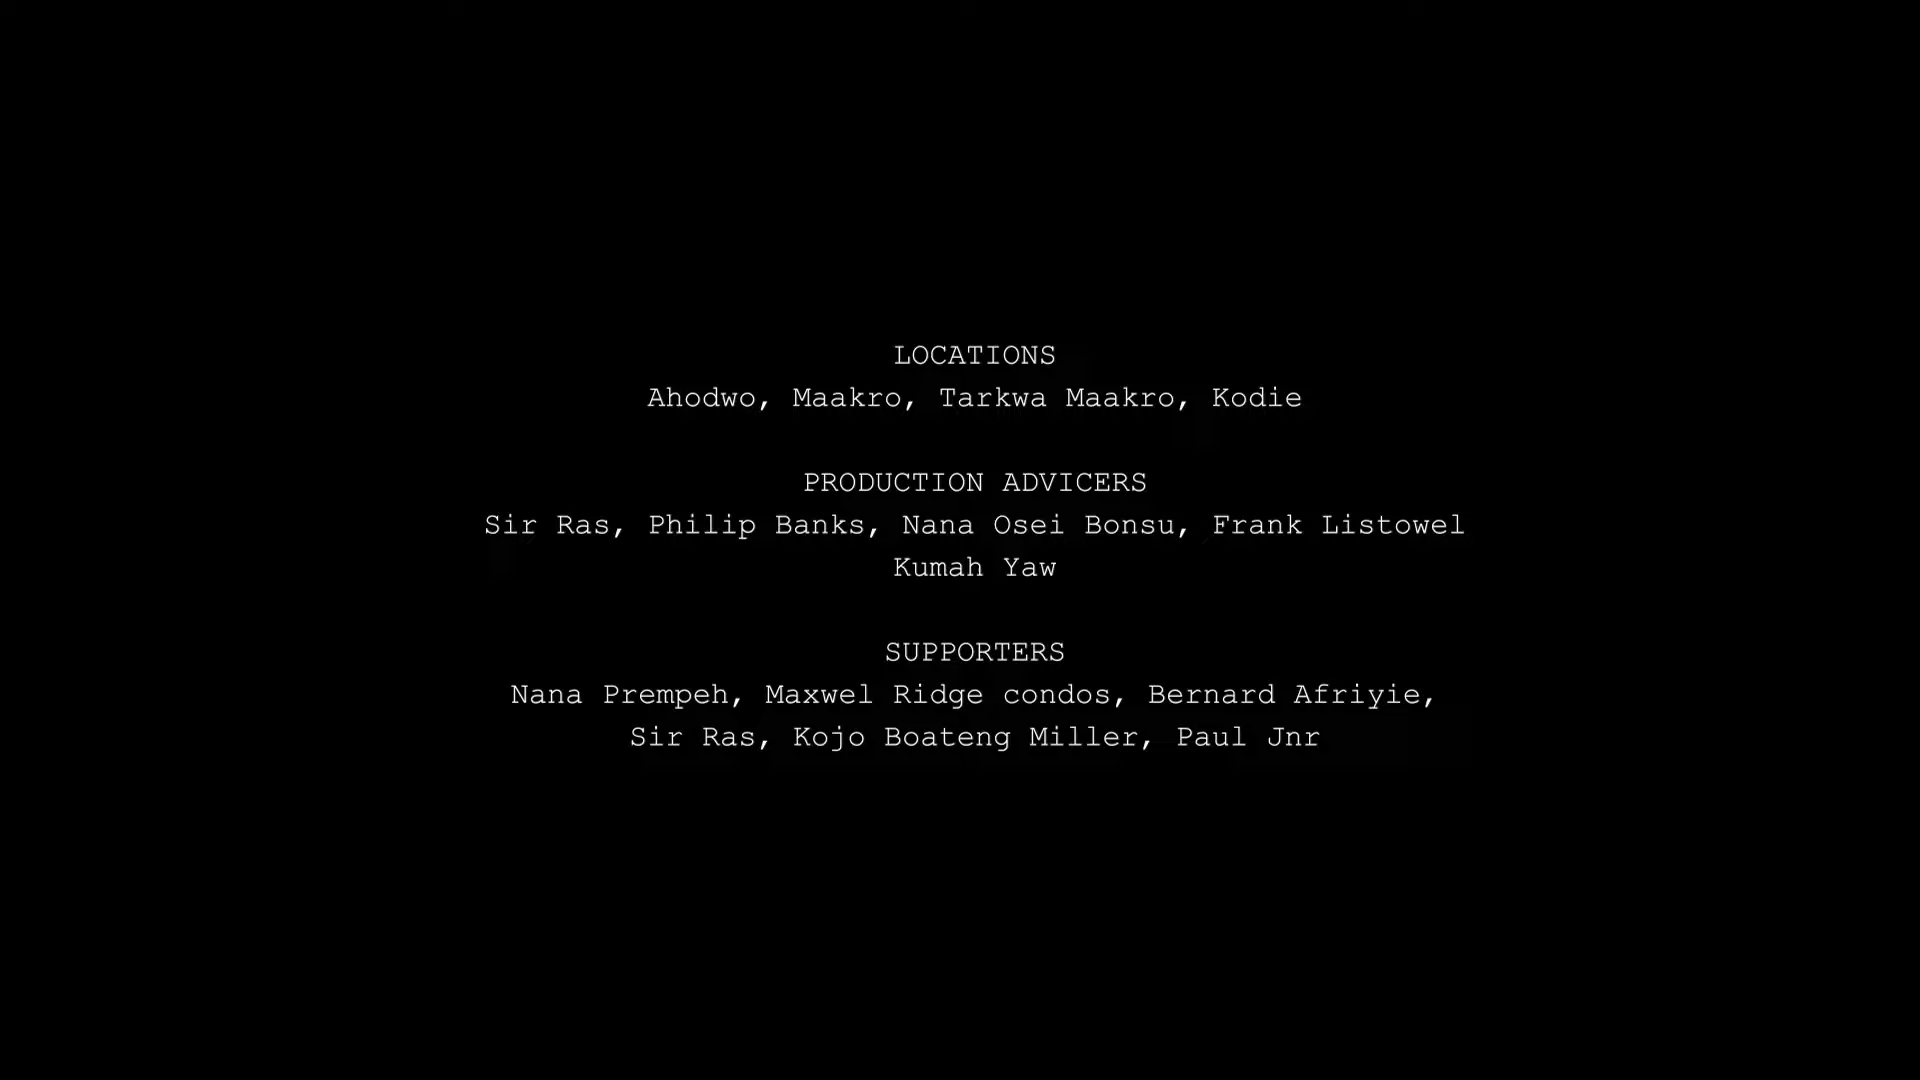 LOCATIONS
Ahodwo, Maakro, Tarkwa Maakro, Kodie
PRODUCTION ADVICERS
Sir Ras, Philip Banks, Nana Osei Bonsu, Frank Listowel
Kumah Yaw
SUPPORTERS
Nana Prempeh, Maxwel Ridge condos, Bernard Afriyie,
Sir Ras, Kojo Boateng Miller, Paul Jnr